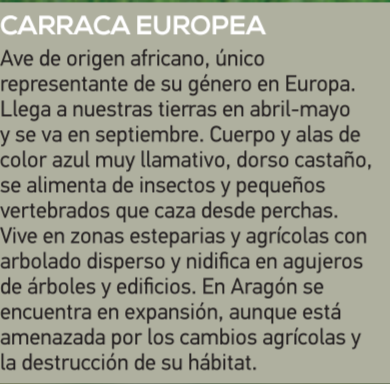 CARRACA EUROPEA
Ave de origen africano, único
representante de su género en Europa.
Llega a nuestras tierras en abril-mayo
y se va en septiembre. Cuerpo y alas de
color azul muy llamativo, dorso castaño,
se alimenta de insectos y pequeños
vertebrados que caza desde perchas.
Vive en zonas esteparias y agrícolas con
arbolado disperso y nidifica en agujeros
de árboles y edificios. En Aragón se
encuentra en expansión, aunque está
amenazada por los cambios agrícolas y
la destrucción de su hábitat.